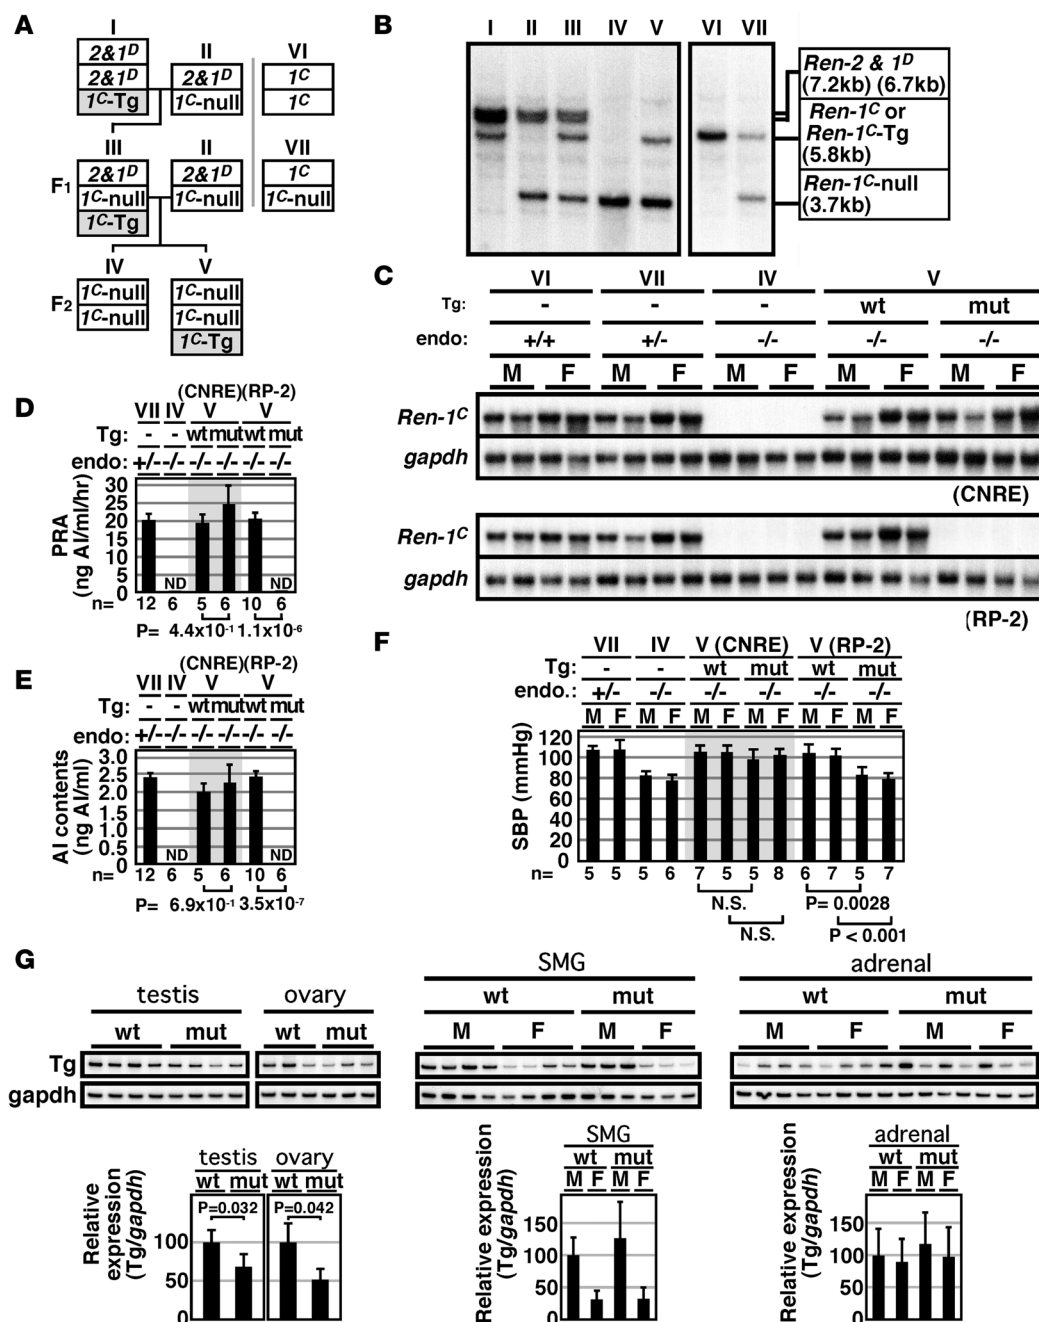 A
I
2&1D
2&1D
1C-Tg
II
2&1D
1C-null
VI
1C
1C
III
F1
2&1D
1C-null
1C-Tg
II
2&1D
1C-null
VII
1C
1C-null
IV
F2
1C-null
1C-null
V
1C-null
1C-null
1C-Tg
B
I II III IV V VI VII
Ren-2 & 1D
(7.2kb) (6.7kb)
Ren-1C or
Ren-1C-Tg
(5.8kb)
Ren-1C-null
(3.7kb)
C
VI VII IV V
Tg: - - - wt mut
endo: +/+ +/- -/- -/- -/-
M F M F M F M F M F
Ren-1C
gapdh
(CNRE)
Ren-1C
gapdh
(RP-2)
D
(CNRE)(RP-2)
VII IV V V
Tg: - - wt mut wt mut
endo: +/- -/- -/- -/- -/- -/-
PRA
(ng AI/ml/hr)
30
25
20
15
10
5
0
ND ND
n= 12 6 5 6 10 6
P= 4.4x10-1 1.1x10-6
E
(CNRE)(RP-2)
VII IV V V
Tg: - - wt mut wt mut
endo: +/- -/- -/- -/- -/- -/-
AI contents
(ng AI/ml)
3.0
2.5
2.0
1.5
1.0
0.5
0
ND ND
n= 12 6 5 6 10 6
P= 6.9x10-1 3.5x10-7
F
VII IV V (CNRE) V (RP-2)
Tg: - - wt mut wt mut
endo.: +/- -/- -/- -/- -/- -/-
M F M F M F M F M F M F
SBP (mmHg)
120
100
80
60
40
20
0
n= 5 5 5 6 7 5 5 8 6 7 5 7
N.S. P= 0.0028
N.S. P < 0.001
G
testis ovary
wt mut wt mut
Tg
gapdh
SMG
wt mut
M F M F
adrenal
wt mut
M F M F
Relative
expression
(Tg/gapdh)
testis ovary
wt mut wt mut
P=0.032 P=0.042
100
50
0
Relative expression
(Tg/gapdh)
SMG
wt mut
M F M F
150
100
50
0
Relative expression
(Tg/gapdh)
adrenal
wt mut
M F M F
150
100
50
0